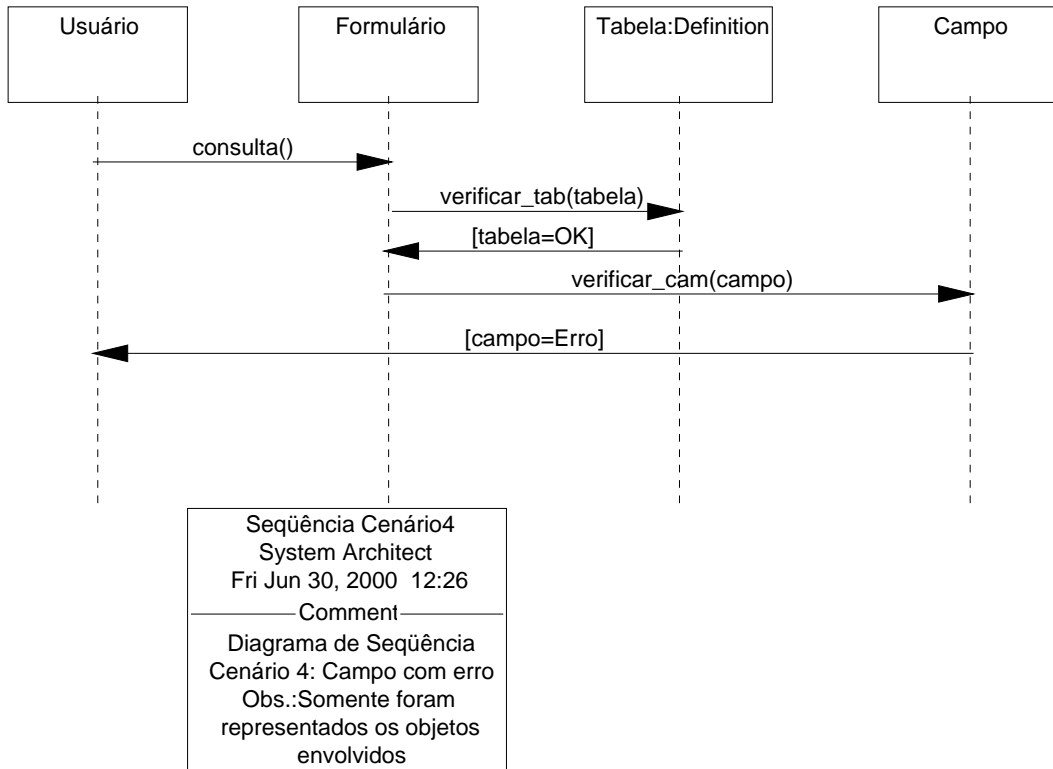 Usuário
Formulário
Tabela:Definition
Campo
consulta()
verificar_tab(tabela)
[tabela=OK]
verificar_cam(campo)
[campo=Erro]
Seqüência Cenário4
System Architect
Fri Jun 30, 2000  12:26
Comment
Diagrama de Seqüência
Cenário 4: Campo com erro
Obs.:Somente foram
representados os objetos
envolvidos